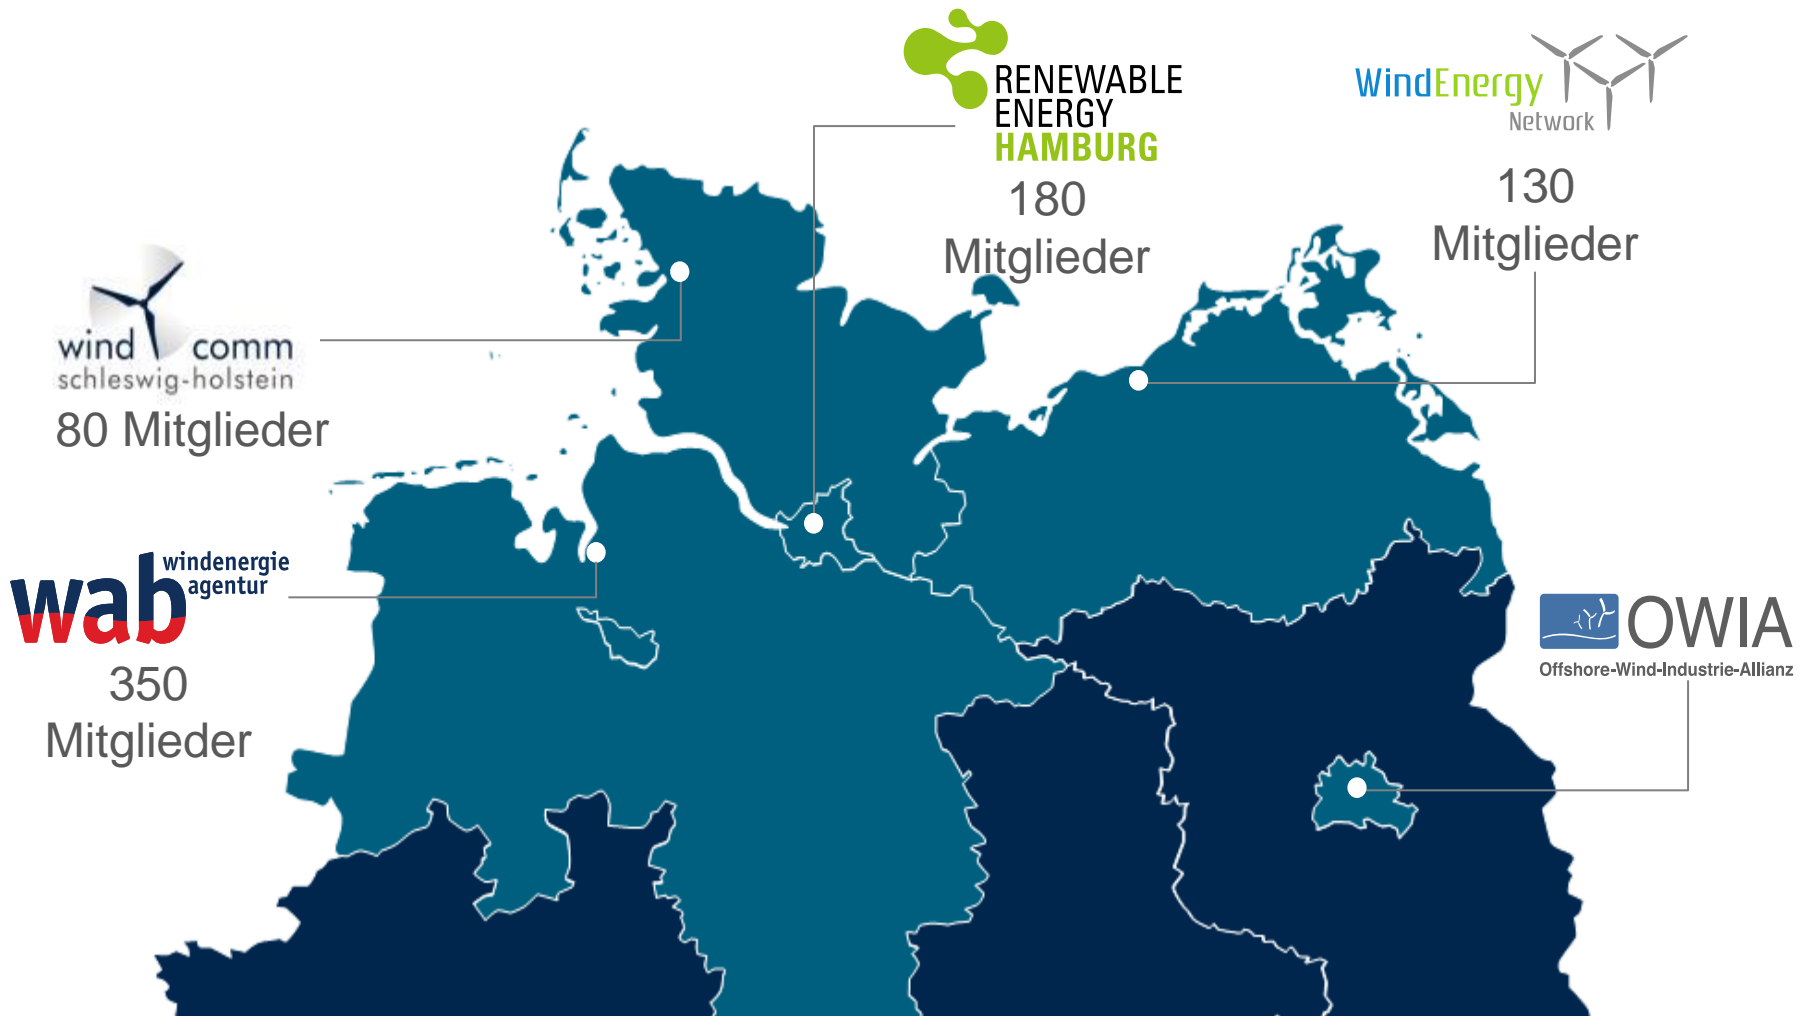 RENEWABLE
ENERGY
HAMBURG
180
Mitglieder
WindEnergy
Network
130
Mitglieder
wind comm
schleswig-holstein
80 Mitglieder
wab windenergie
agentur
350
Mitglieder
OWIA
Offshore-Wind-Industrie-Allianz